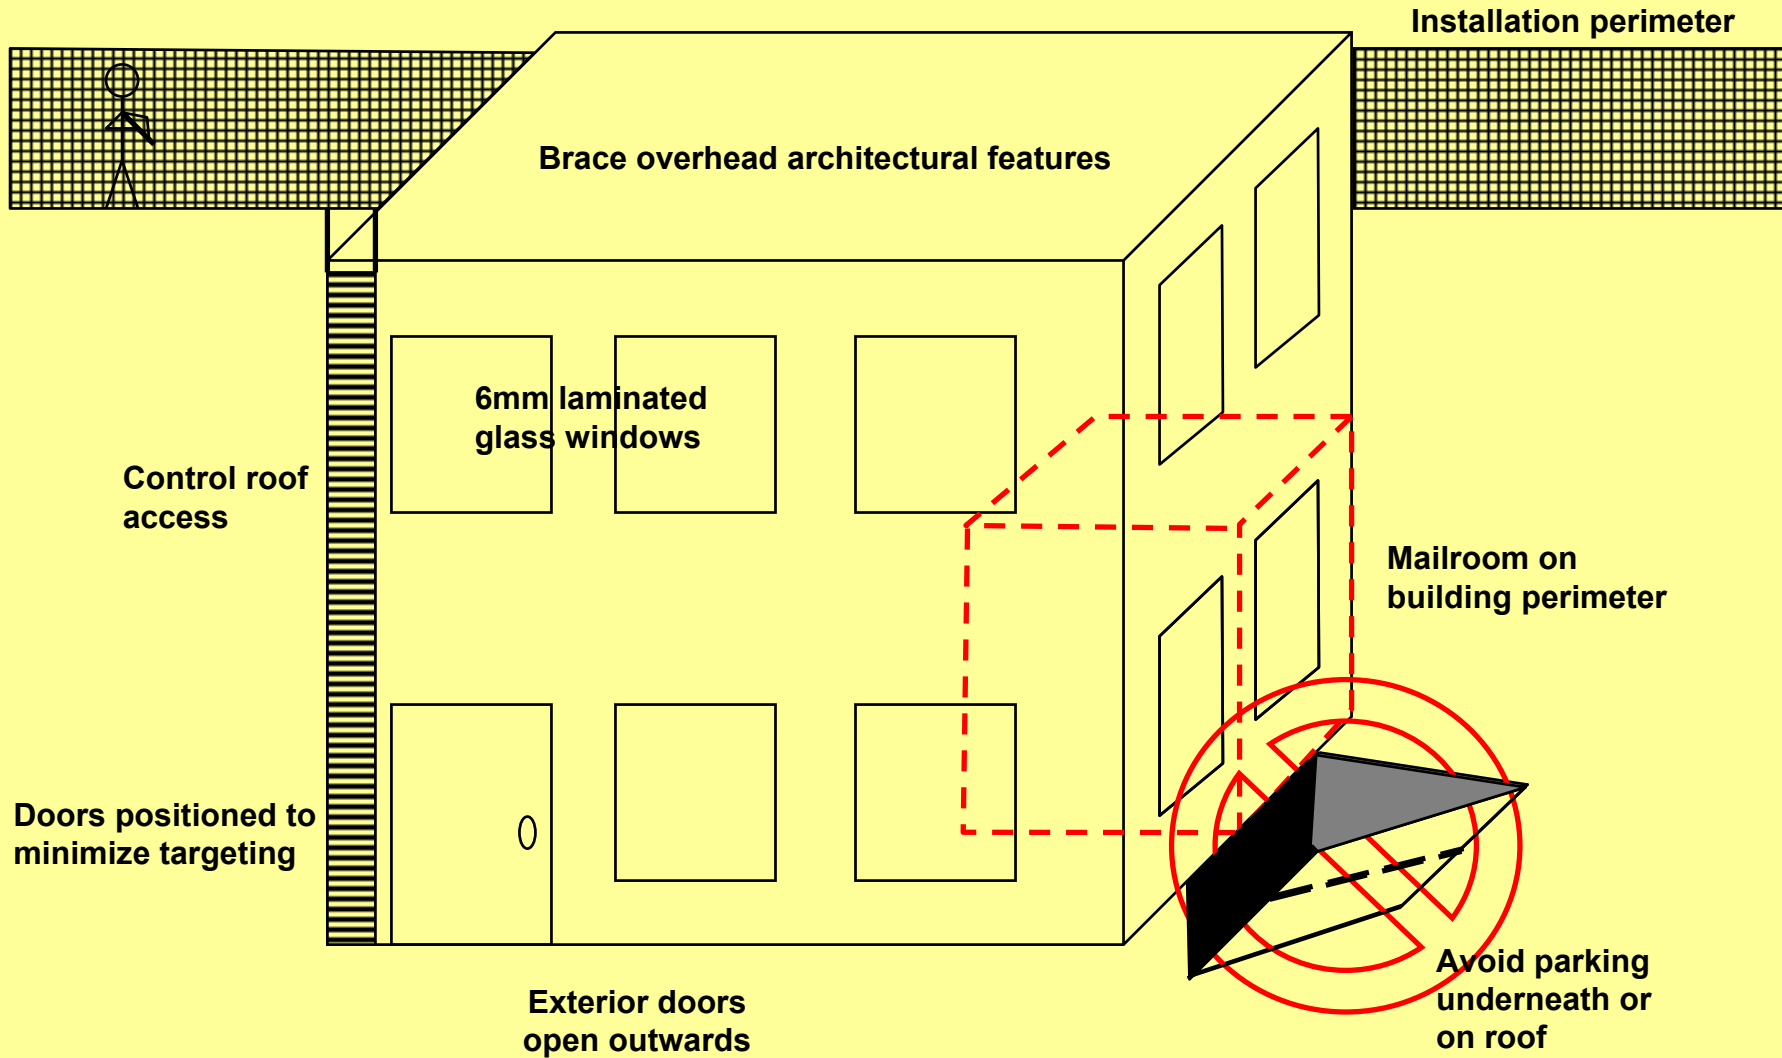 Installation perimeter
Brace overhead architectural features
6mm laminated
glass windows
Control roof
access
Mailroom on
building perimeter
Doors positioned to
minimize targeting
Avoid parking
underneath or
on roof
Exterior doors
open outwards